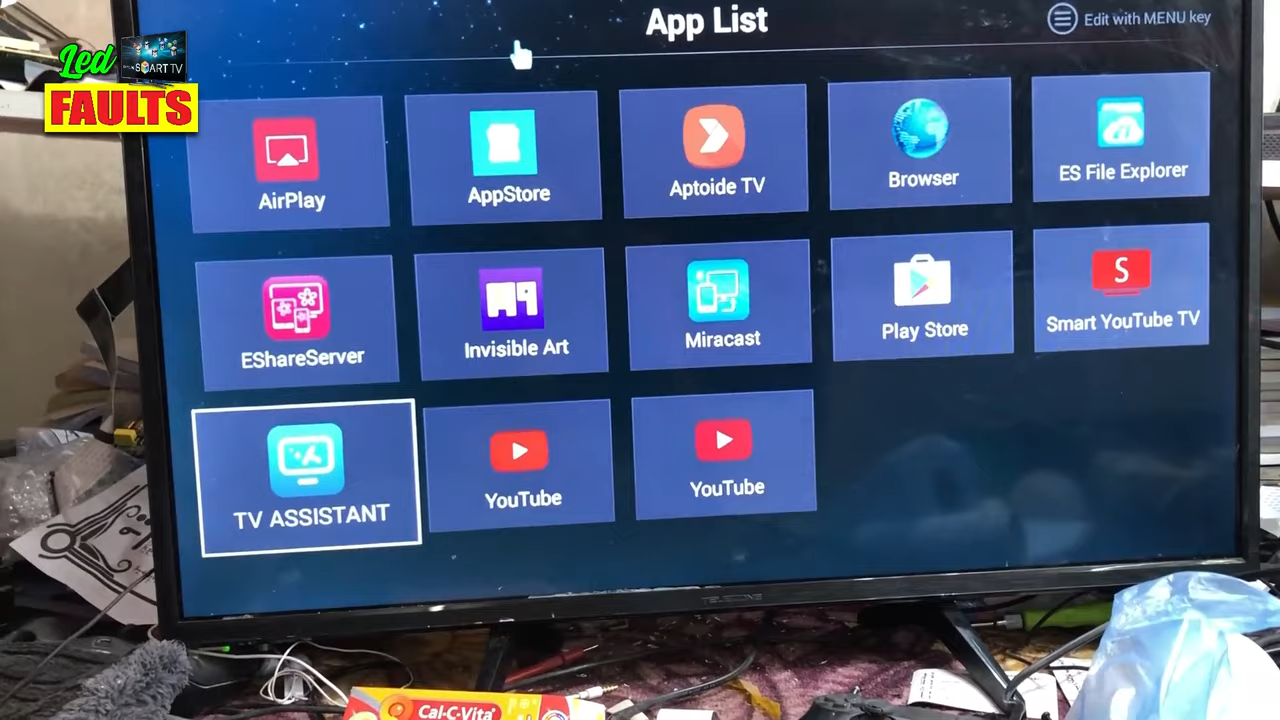 App List
Edit with MENU key
Led
SMART TV
FAULTS
AirPlay
AppStore
Aptoide TV
Browser
ES File Explorer
EShareServer
Invisible Art
Miracast
Play Store
S
Smart YouTube TV
TV ASSISTANT
YouTube
YouTube
Cal-C-Vita